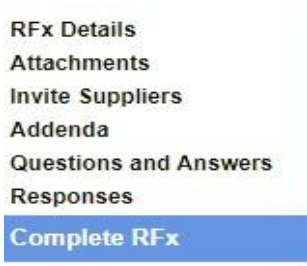 RFx Details
Attachments
Invite Suppliers
Addenda
Questions and Answers
Responses
Complete RFx